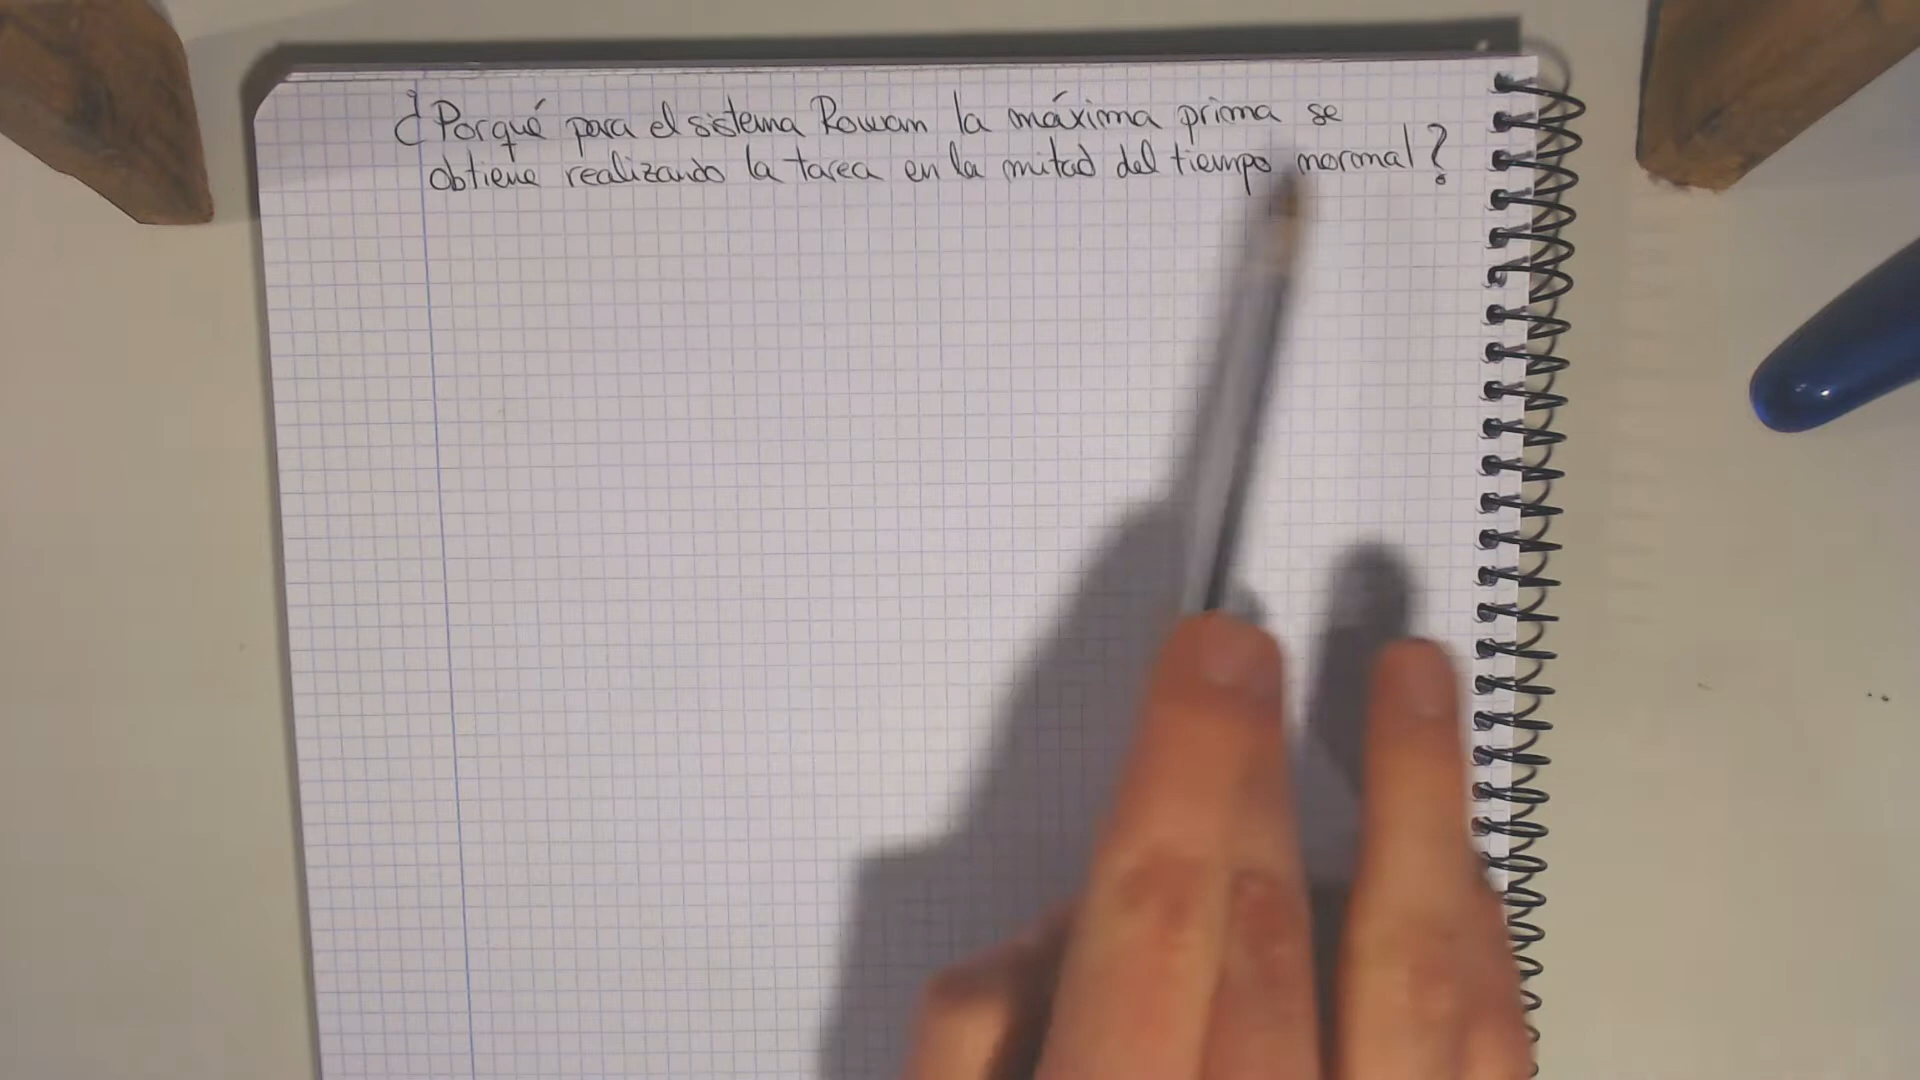 ¿Porqué para el sistema Rowan la máxima prima se
obtiene realizando la tarea en la mitad del tiempo normal?